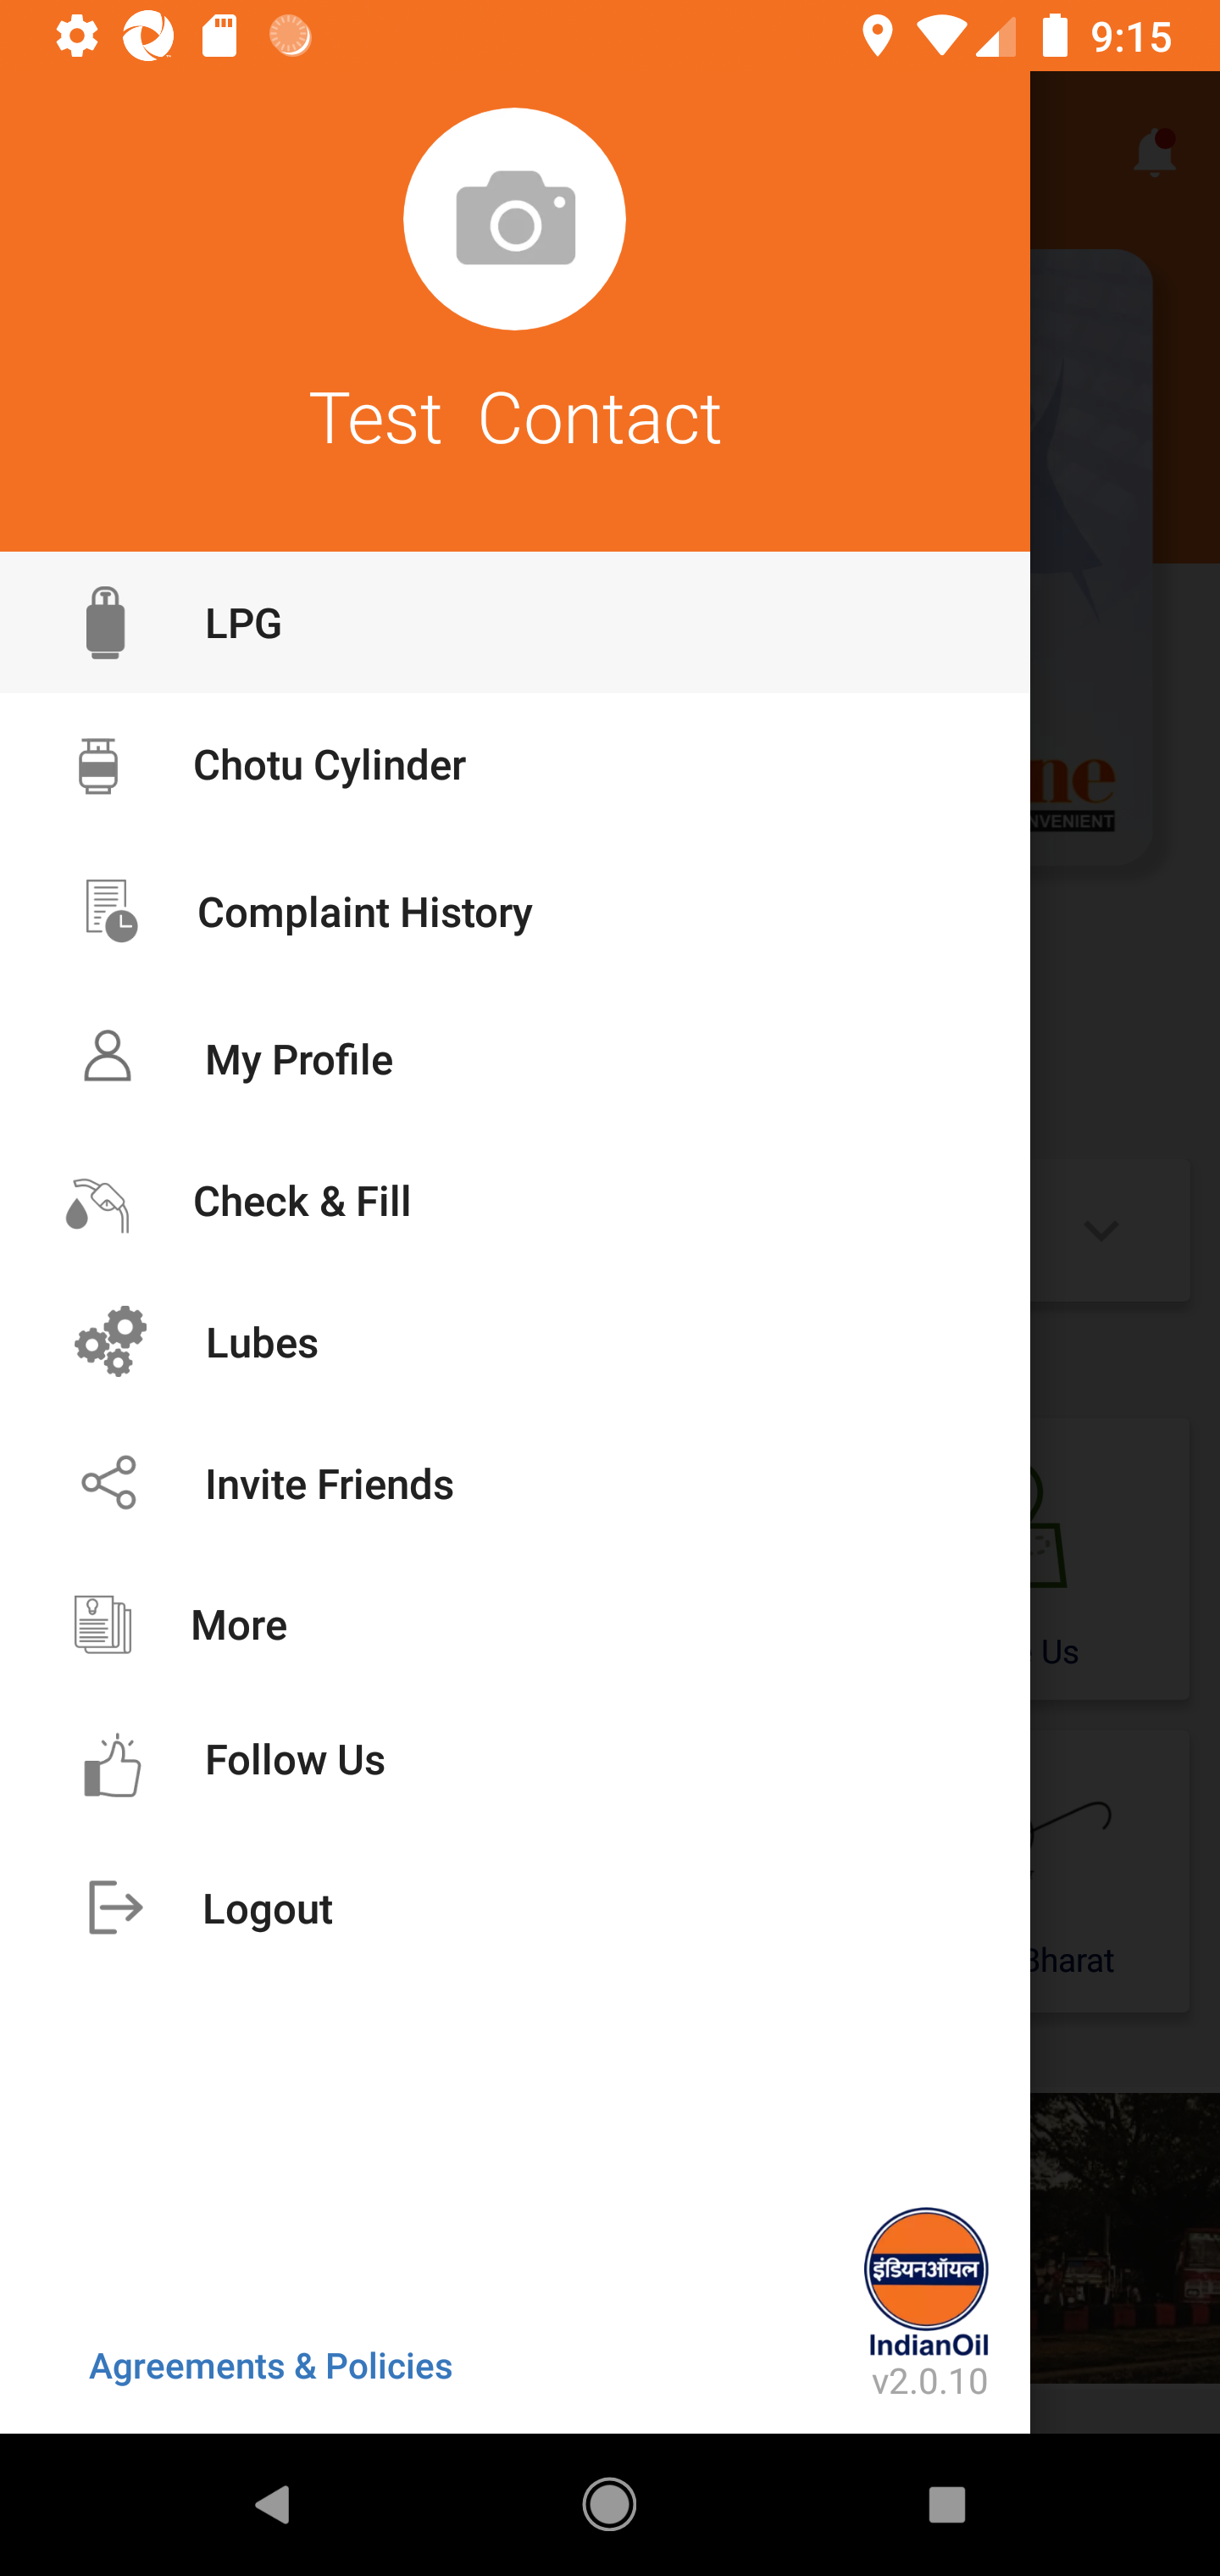 9:15
Test Contact
LPG
Chotu Cylinder
NVENIENT
Complaint History
My Profile
Check & Fill
Lubes
Invite Friends
More
Us
Follow Us
Logout
Bharat
इंडियनऑयल
IndianOil
Agreements & Policies
v2.0.10